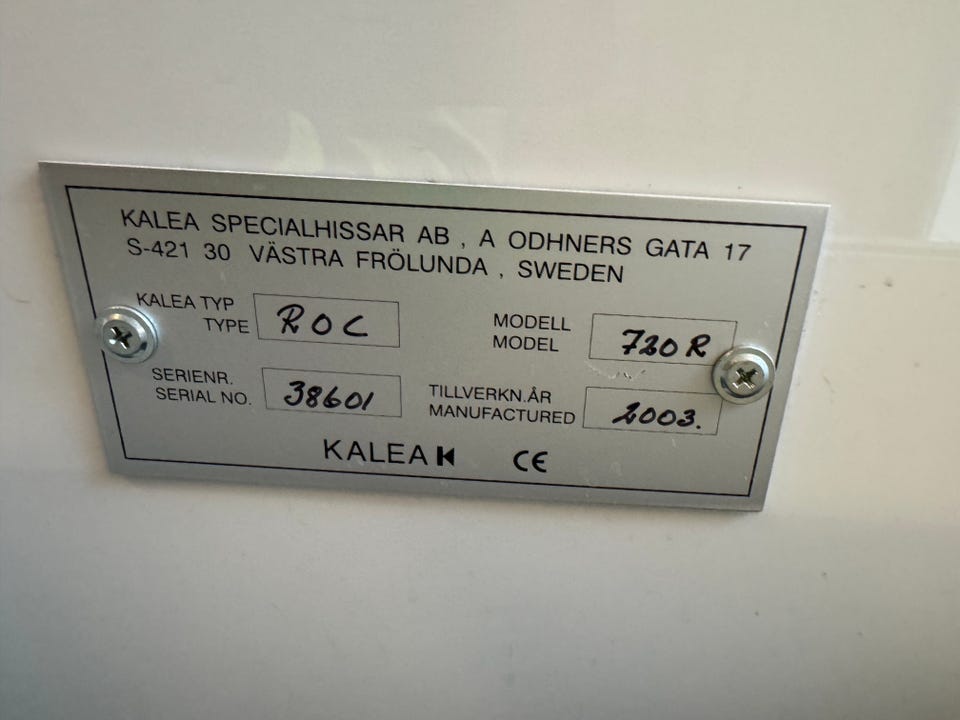 KALEA SPECIALHISSAR AB , A ODHNERS GATA 17
S-421 30 VÄSTRA FRÖLUNDA , SWEDEN
KALEA TYP
TYPE
ROC
MODELL
MODEL
720R
SERIENR.
SERIAL NO.
38601
TILLVERKN.ÅR
MANUFACTURED
2003.
KALEA CE